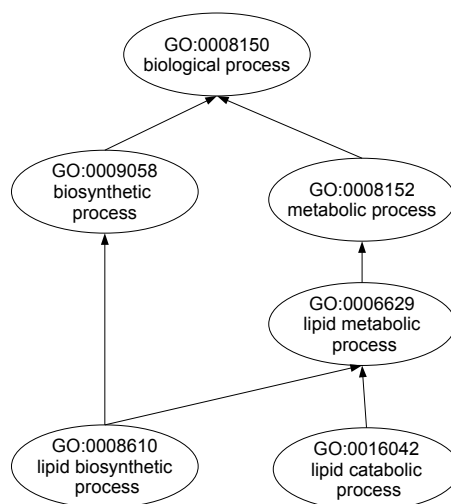 GO:0008150
biological process
GO:0009058
biosynthetic
process
GO:0008152
metabolic process
GO:0006629
lipid metabolic
process
GO:0008610
lipid biosynthetic
process
GO:0016042
lipid catabolic
process